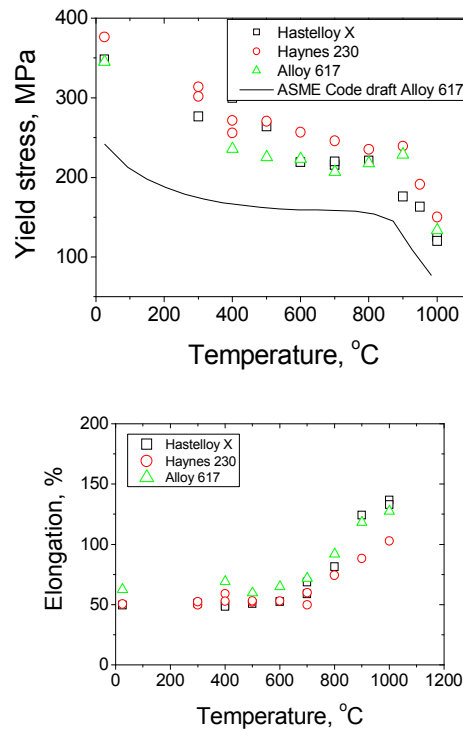 Yield stress, MPa
400
300
200
100
0
200
400
600
800
1000
Temperature, °C
Hastelloy X
Haynes 230
Alloy 617
ASME Code draft Alloy 617
Elongation, %
200
150
100
50
0
0
200
400
600
800
1000
1200
Temperature, °C
Hastelloy X
Haynes 230
Alloy 617